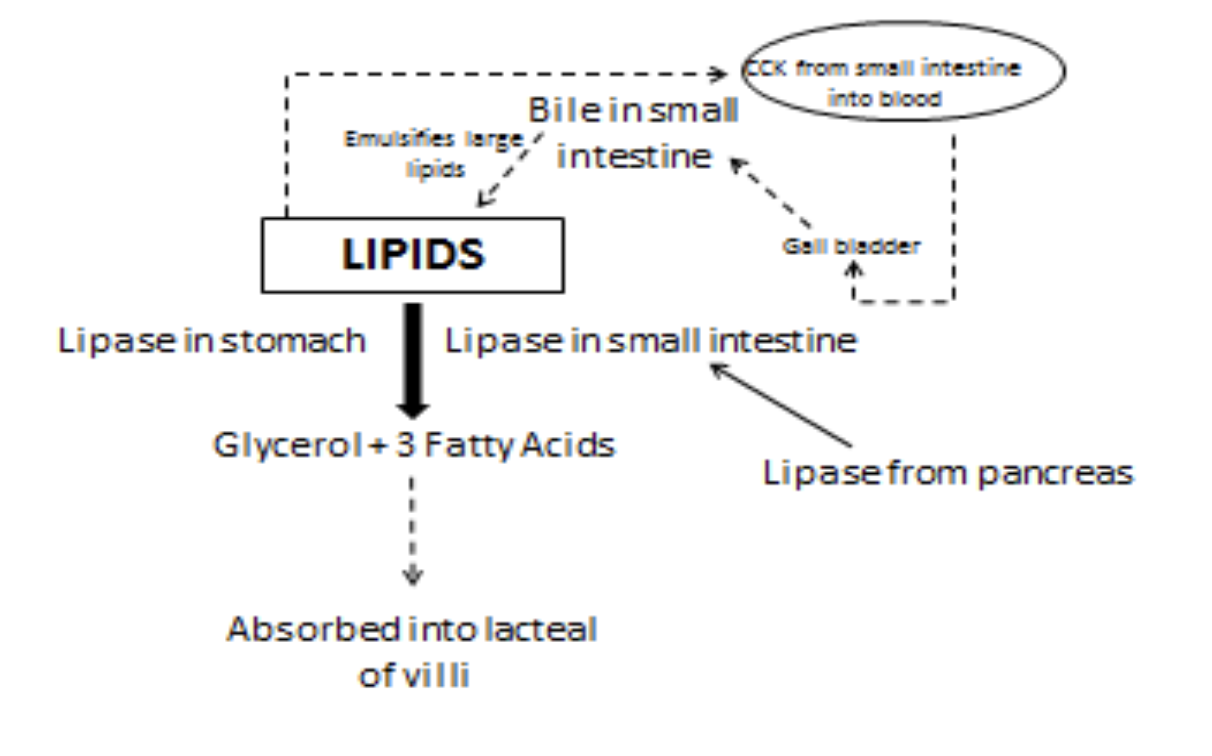 CCK from small intestine
into blood
Bile in small
intestine
Emulsifies large
lipids
Gall bladder
LIPIDS
Lipase in stomach
Lipase in small intestine
Glycerol + 3 Fatty Acids
Lipase from pancreas
Absorbed into lacteal
of villi